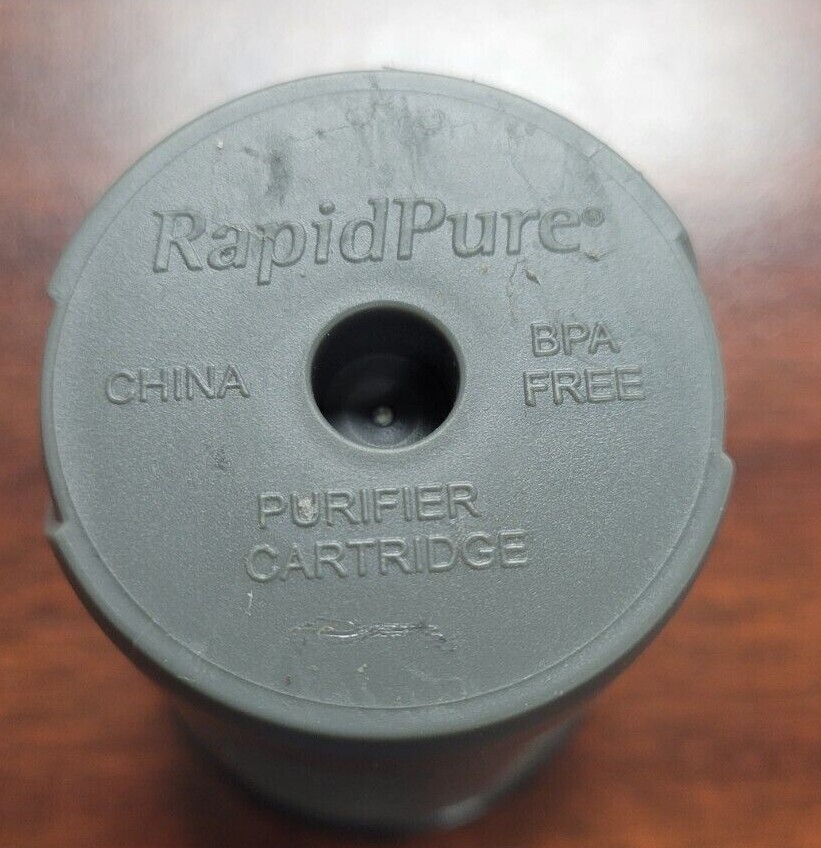 RapidPure®
CHINA
BPA
FREE
PURIFIER
CARTRIDGE